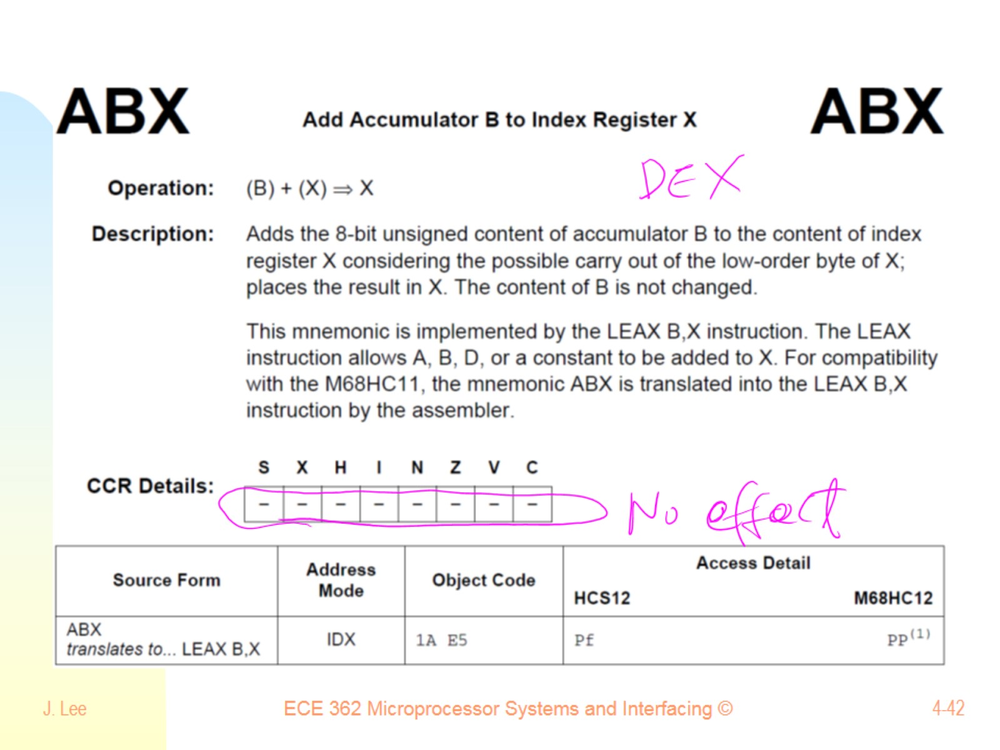 ABX Add Accumulator B to Index Register X ABX
DEX
Operation: (B) + (X) ⇒ X
Description: Adds the 8-bit unsigned content of accumulator B to the content of index
register X considering the possible carry out of the low-order byte of X;
places the result in X. The content of B is not changed.
This mnemonic is implemented by the LEAX B,X instruction. The LEAX
instruction allows A, B, D, or a constant to be added to X. For compatibility
with the M68HC11, the mnemonic ABX is translated into the LEAX B,X
instruction by the assembler.
S X H I N Z V C
CCR Details: – – – – – – – – No effect
Source Form Address Mode Object Code Access Detail
HCS12 M68HC12
ABX
translates to... LEAX B,X IDX 1A E5 Pf PP(1)
J. Lee ECE 362 Microprocessor Systems and Interfacing © 4-42